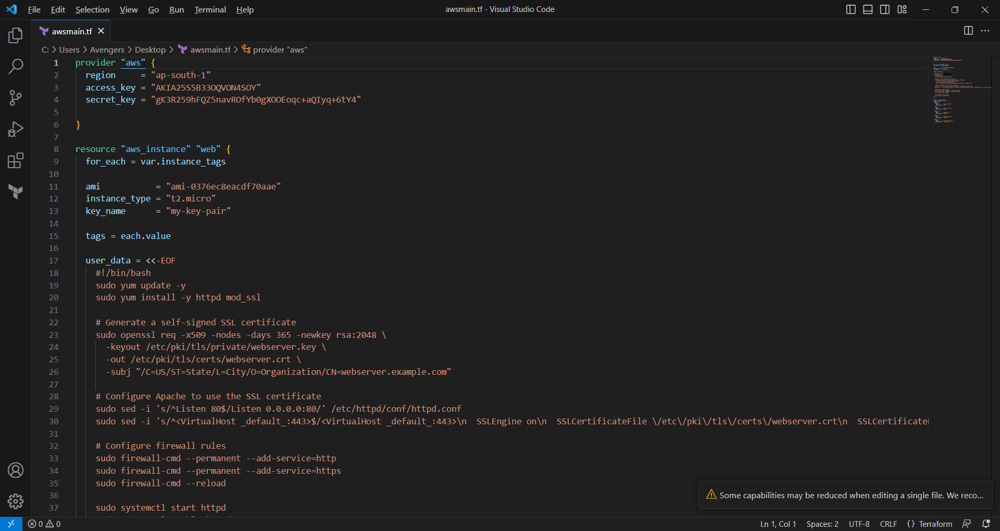 File Edit Selection View Go Run Terminal Help
awsmain.tf - Visual Studio Code
awsmain.tf
C: > Users > Avengers > Desktop > awsmain.tf > provider "aws"
1 provider "aws" {
2 region = "ap-south-1"
3 access_key = "AKIA25S5B33OQVON4SOY"
4 secret_key = "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"
5
6 }
7
8 resource "aws_instance" "web" {
9 for_each = var.instance_tags
10
11 ami = "ami-0376ec8eacdf70aae"
12 instance_type = "t2.micro"
13 key_name = "my-key-pair"
14
15 tags = each.value
16
17 user_data = <<-EOF
18 #!/bin/bash
19 sudo yum update -y
20 sudo yum install -y httpd mod_ssl
21
22 # Generate a self-signed SSL certificate
23 sudo openssl req -x509 -nodes -days 365 -newkey rsa:2048 \
24 -keyout /etc/pki/tls/private/webserver.key \
25 -out /etc/pki/tls/certs/webserver.crt \
26 -subj "/C=US/ST=State/L=City/O=Organization/CN=webserver.example.com"
27
28 # Configure Apache to use the SSL certificate
29 sudo sed -i 's/^Listen 80$/Listen 0.0.0.0:80/' /etc/httpd/conf/httpd.conf
30 sudo sed -i 's/^<VirtualHost _default_:443>$/<VirtualHost _default_:443>\n  SSLEngine on\n  SSLCertificateFile \/etc\/pki\/tls\/certs\/webserver.crt\n  SSLCertificate
31
32 # Configure firewall rules
33 sudo firewall-cmd --permanent --add-service=http
34 sudo firewall-cmd --permanent --add-service=https
35 sudo firewall-cmd --reload
36
37 sudo systemctl start httpd
Some capabilities may be reduced when editing a single file. We reco...
0 0
Ln 1, Col 1 Spaces: 2 UTF-8 CRLF {} Terraform